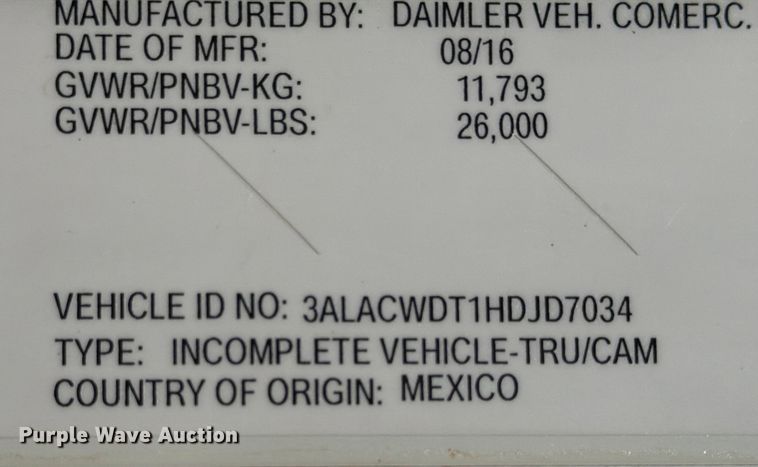 MANUFACTURED BY: DAIMLER VEH. COMERC.
DATE OF MFR: 08/16
GVWR/PNBV-KG: 11,793
GVWR/PNBV-LBS: 26,000
VEHICLE ID NO: 3ALACWDT1HDJD7034
TYPE: INCOMPLETE VEHICLE-TRU/CAM
COUNTRY OF ORIGIN: MEXICO
Purple Wave Auction